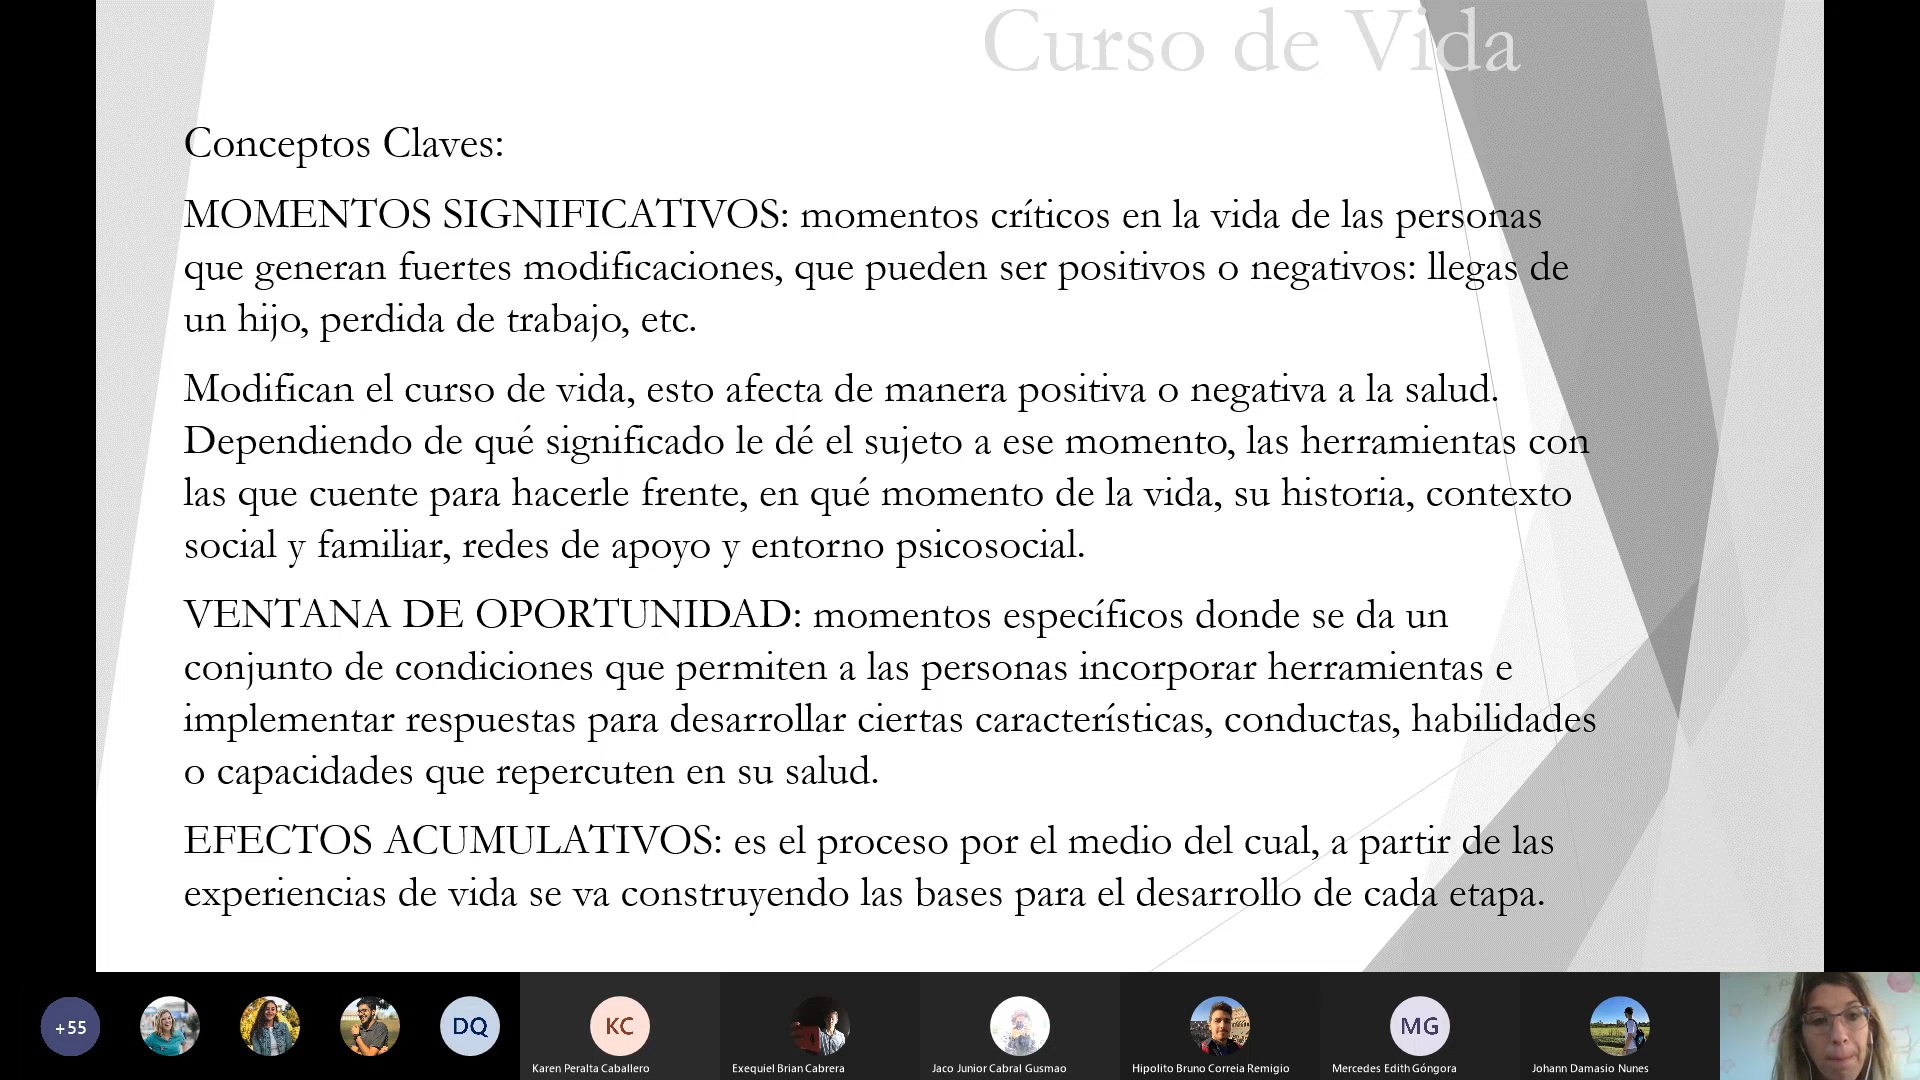 Curso de Vida
Conceptos Claves:
MOMENTOS SIGNIFICATIVOS: momentos críticos en la vida de las personas
que generan fuertes modificaciones, que pueden ser positivos o negativos: llegas de
un hijo, perdida de trabajo, etc.
Modifican el curso de vida, esto afecta de manera positiva o negativa a la salud.
Dependiendo de qué significado le dé el sujeto a ese momento, las herramientas con
las que cuente para hacerle frente, en qué momento de la vida, su historia, contexto
social y familiar, redes de apoyo y entorno psicosocial.
VENTANA DE OPORTUNIDAD: momentos específicos donde se da un
conjunto de condiciones que permiten a las personas incorporar herramientas e
implementar respuestas para desarrollar ciertas características, conductas, habilidades
o capacidades que repercuten en su salud.
EFECTOS ACUMULATIVOS: es el proceso por el medio del cual, a partir de las
experiencias de vida se va construyendo las bases para el desarrollo de cada etapa.
+55
DQ
KC
MG
Karen Peralta Caballero
Exequiel Brian Cabrera
Jaco Junior Cabral Gusmao
Hipolito Bruno Correia Remigio
Mercedes Edith Góngora
Johann Damasio Nunes